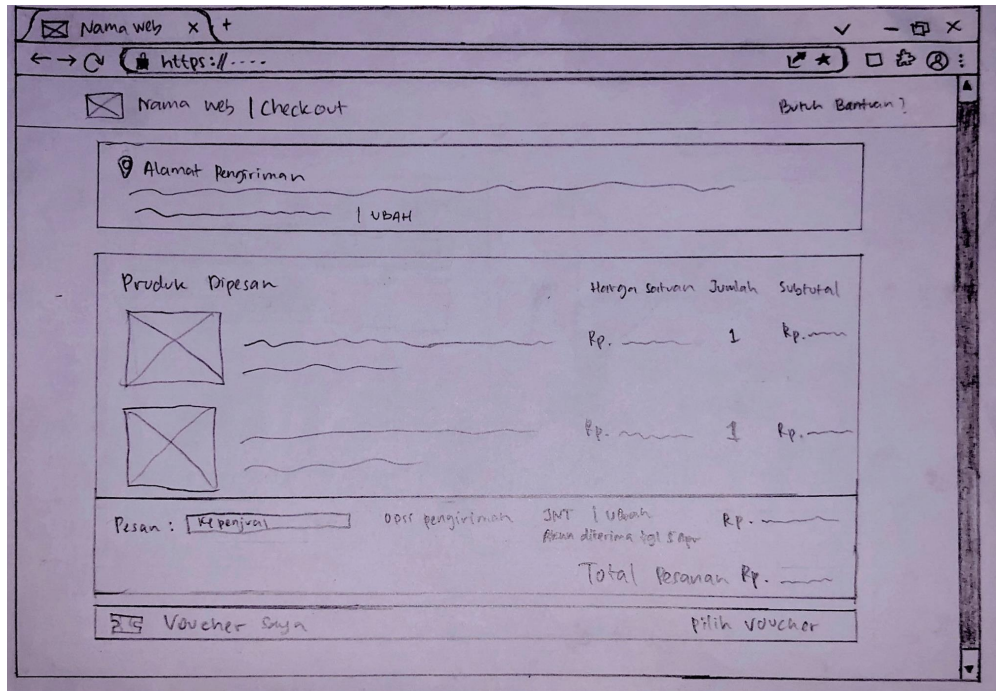 Nama web x +
https://....
Nama web | Checkout
Butuh Bantuan?
Alamat Pengiriman
| UBAH
Produk Dipesan Harga satuan Jumlah Subtotal
Rp. 1 Rp.
Rp. 1 Rp.
Pesan : Ke penjual opsi pengiriman JNT | Ubah Rp.
Akan diterima tgl 5 Apr
Total Pesanan Rp.
Voucher Saya Pilih Voucher